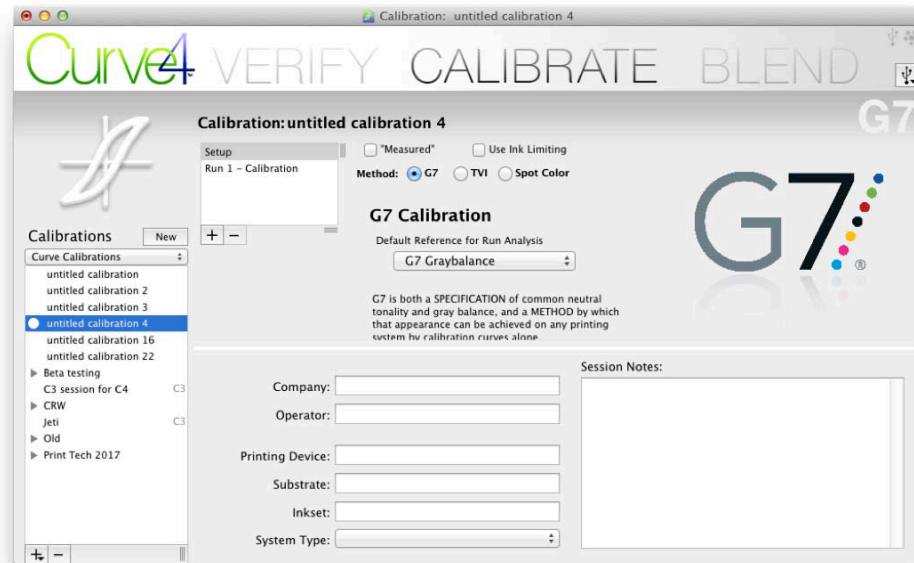 Calibration: untitled calibration 4
Curve4™ VERIFY CALIBRATE BLEND
G7
Calibration: untitled calibration 4
Setup
Run 1 – Calibration
"Measured" Use Ink Limiting
Method: G7 TVI Spot Color
G7 Calibration
Default Reference for Run Analysis
G7 Graybalance
G7 is both a SPECIFICATION of common neutral
tonality and gray balance, and a METHOD by which
that appearance can be achieved on any printing
system by calibration curves alone.
G7®
Calibrations New
Curve Calibrations
untitled calibration
untitled calibration 2
untitled calibration 3
untitled calibration 4
untitled calibration 16
untitled calibration 22
Beta testing
C3 session for C4 C3
CRW
Jeti C3
Old
Print Tech 2017
Company:
Operator:
Printing Device:
Substrate:
Inkset:
System Type:
Session Notes: